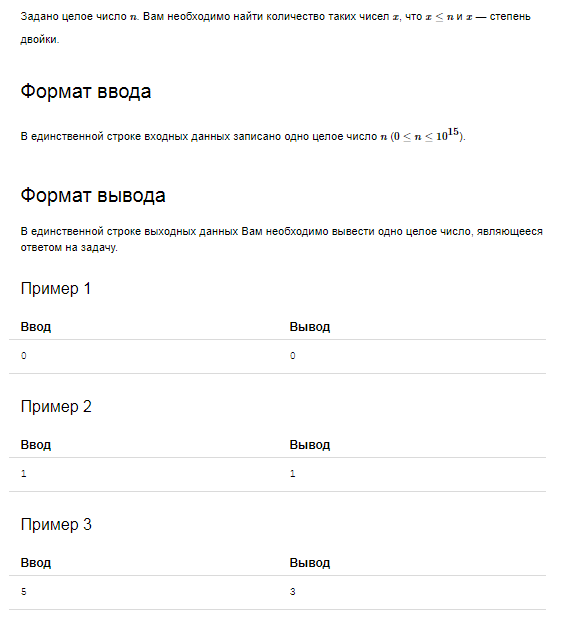 Задано целое число n. Вам необходимо найти количество таких чисел x, что x ≤ n и x — степень
двойки.
Формат ввода
В единственной строке входных данных записано одно целое число n (0 ≤ n ≤ 10^15).
Формат вывода
В единственной строке выходных данных Вам необходимо вывести одно целое число, являющееся
ответом на задачу.
Пример 1
Ввод Вывод
0 0
Пример 2
Ввод Вывод
1 1
Пример 3
Ввод Вывод
5 3